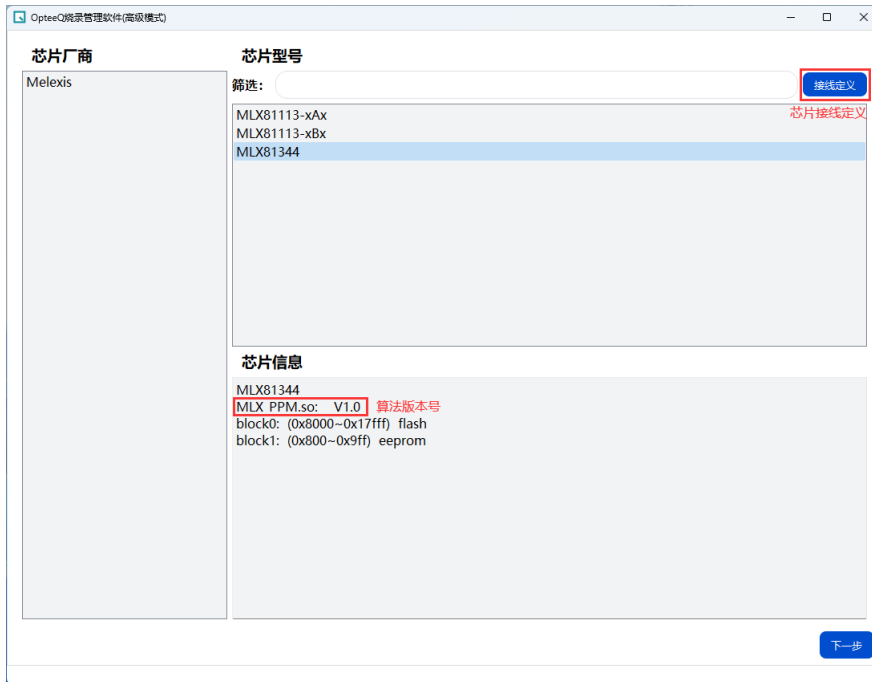 OpteeQ烧录管理软件(高级模式)
芯片厂商
芯片型号
Melexis
筛选：
接线定义
芯片接线定义
MLX81113-xAx
MLX81113-xBx
MLX81344
芯片信息
MLX81344
MLX PPM.so: V1.0 算法版本号
block0: (0x8000~0x17fff) flash
block1: (0x800~0x9ff) eeprom
下一步